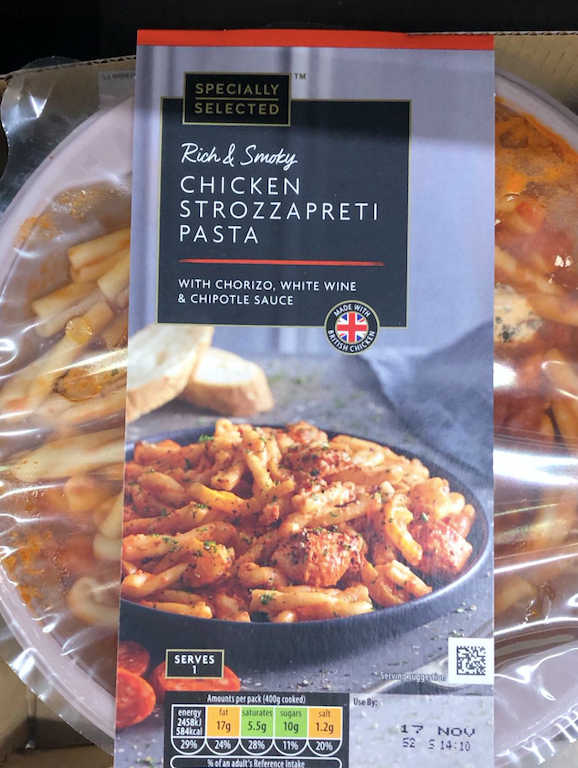 SPECIALLY
SELECTED
TM
Rich & Smoky
CHICKEN
STROZZAPRETI
PASTA
WITH CHORIZO, WHITE WINE
& CHIPOTLE SAUCE
MADE WITH
BRITISH CHICKEN
SERVES
1
Serving suggestion
Amounts per pack (400g cooked)
energy fat saturates sugars salt
2458kJ
584kcal 17g 5.5g 10g 1.2g
29% 24% 28% 11% 20%
% of an adult's Reference Intake
Use By:
17 NOV
52 S 14:10